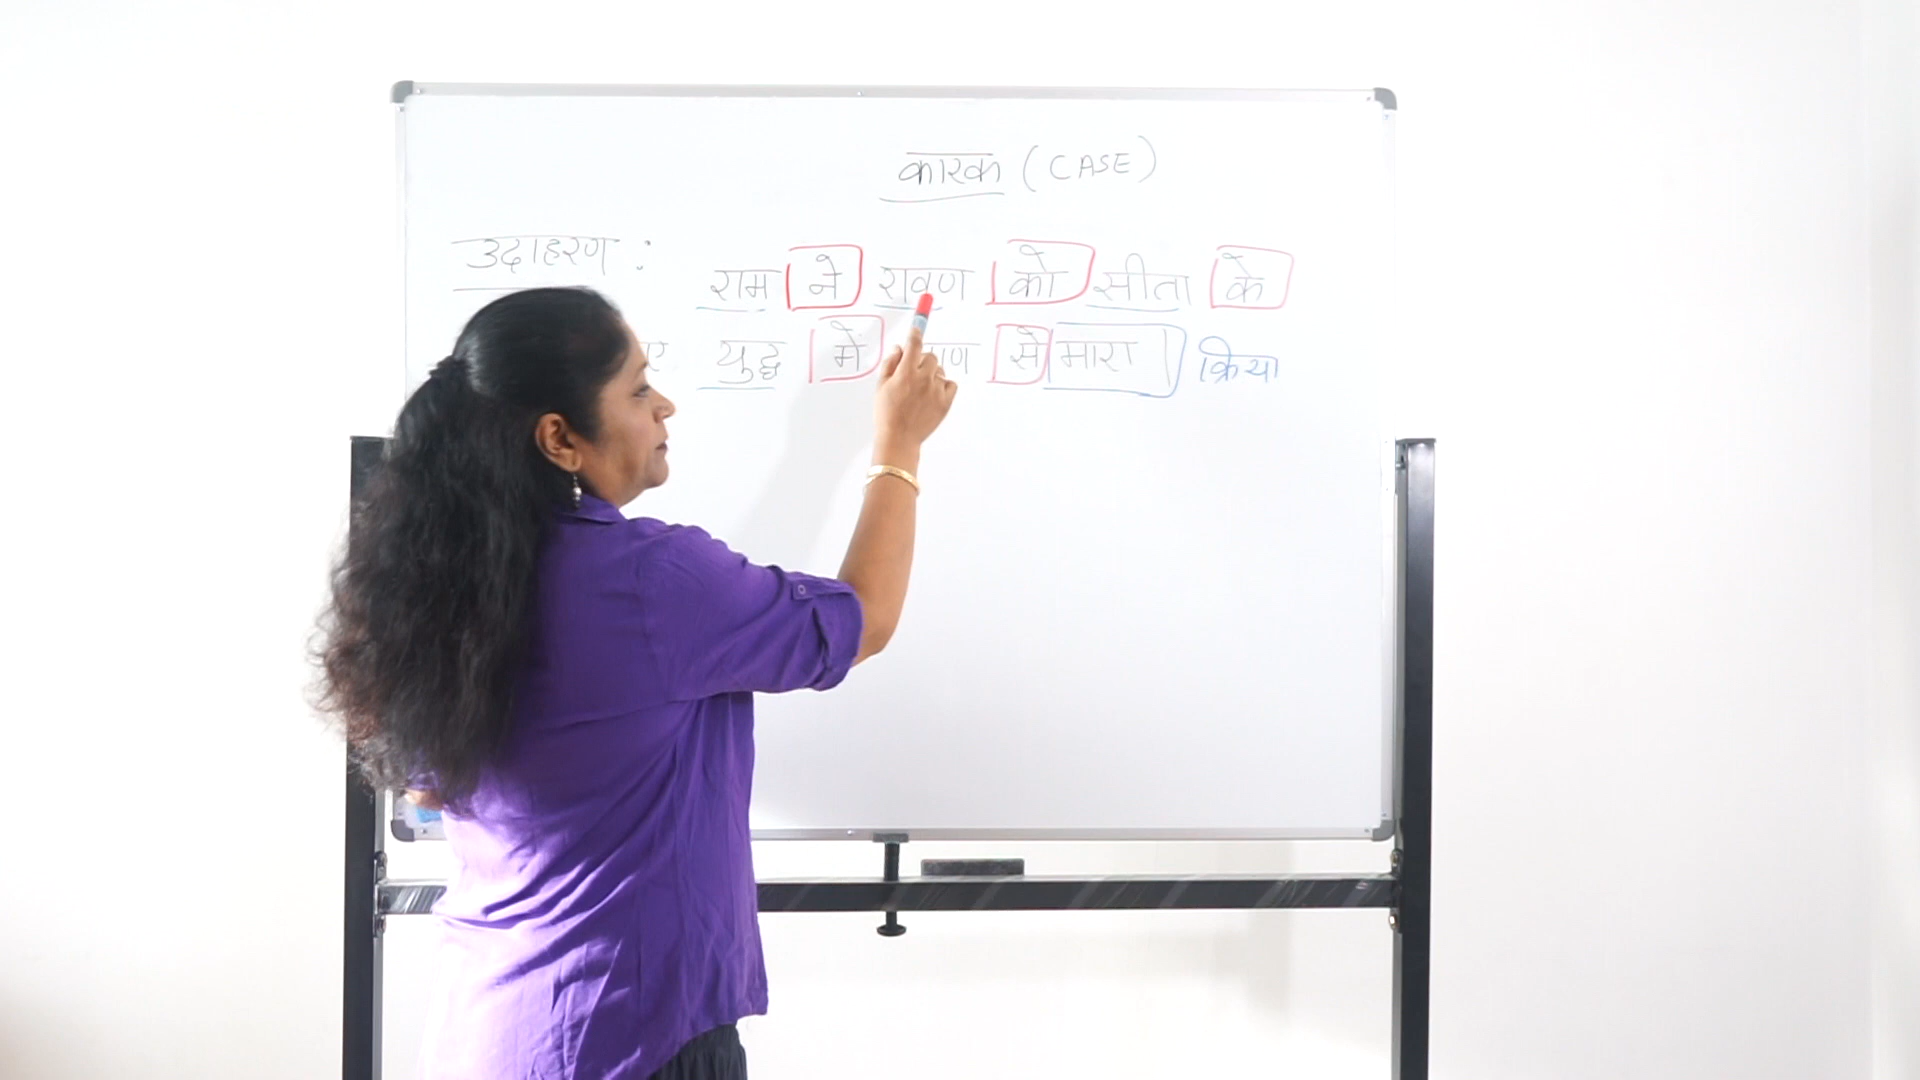 कारक (CASE)
उदाहरण :
राम ने रावण को सीता के
युद्ध में से मारा | क्रिया